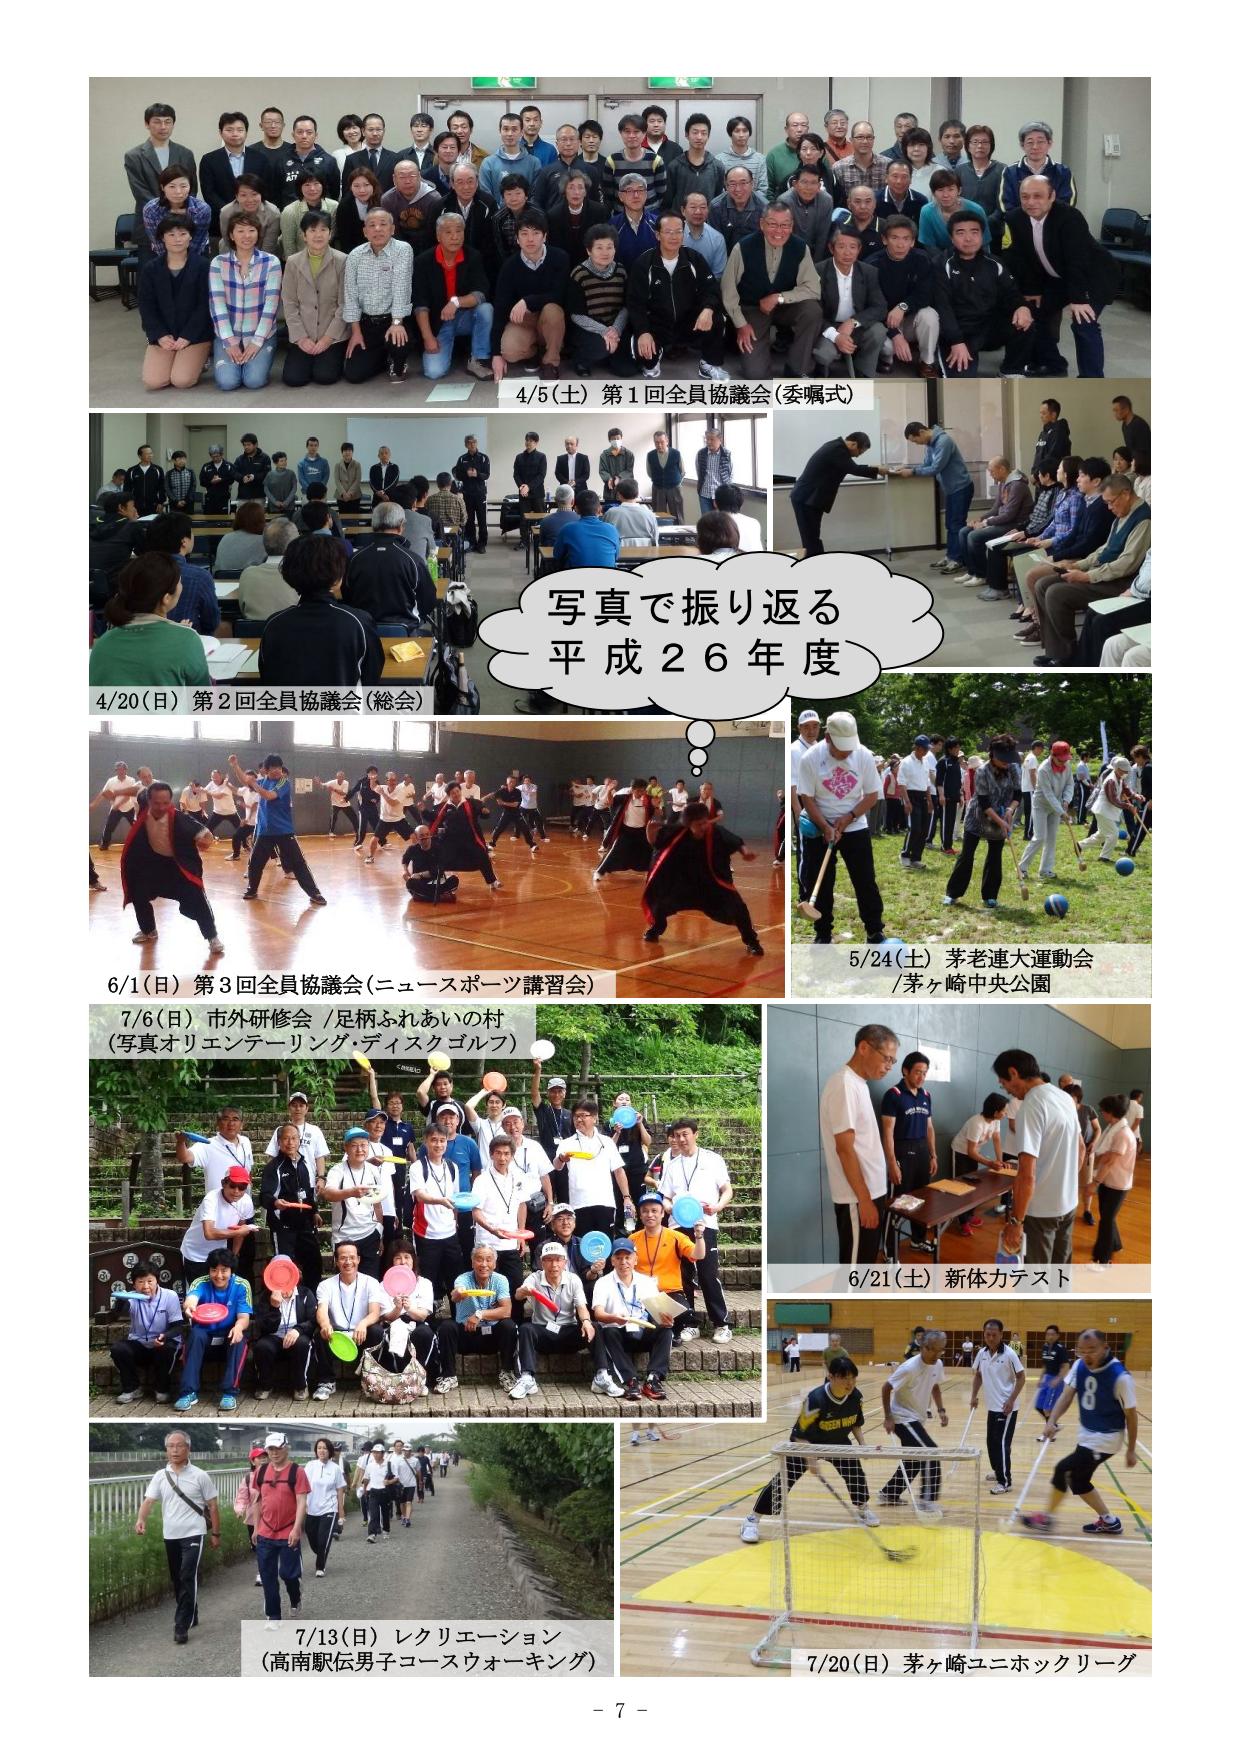 4/5(土) 第1回全員協議会(委嘱式)
写真で振り返る
平成26年度
4/20(日) 第2回全員協議会(総会)
6/1(日) 第3回全員協議会(ニュースポーツ講習会)
5/24(土) 茅老連大運動会
/茅ヶ崎中央公園
7/6(日) 市外研修会 /足柄ふれあいの村
(写真オリエンテーリング・ディスクゴルフ)
6/21(土) 新体力テスト
GREEN WAVE
8
7/13(日) レクリエーション
(高南駅伝男子コースウォーキング)
7/20(日) 茅ヶ崎ユニホックリーグ
- 7 -